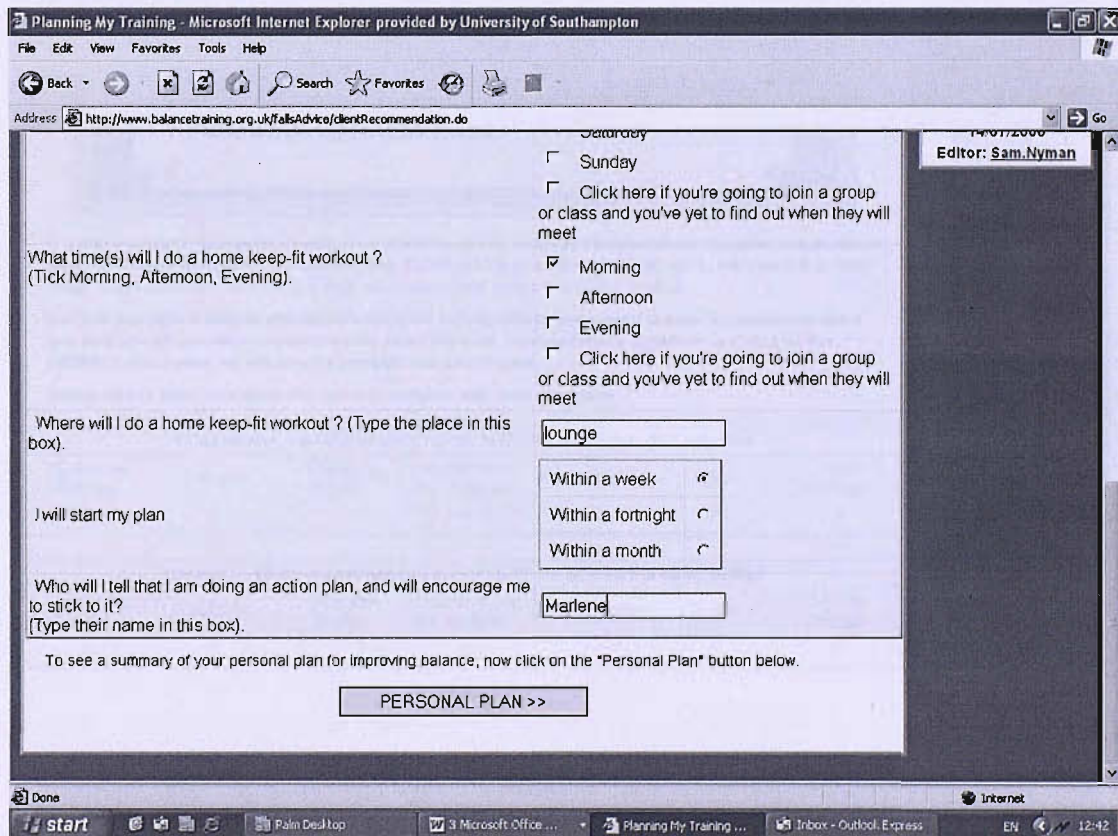 Planning My Training - Microsoft Internet Explorer provided by University of Southampton
File Edit View Favorites Tools Help
Back Search Favorites
Address http://www.balancetraining.org.uk/fallsAdvice/clientRecommendation.do Go
Saturday
14/01/2006
Editor: Sam.Nyman
Sunday
Click here if you're going to join a group
or class and you've yet to find out when they will
meet
What time(s) will I do a home keep-fit workout ?
(Tick Morning, Afternoon, Evening).
Morning
Afternoon
Evening
Click here if you're going to join a group
or class and you've yet to find out when they will
meet
Where will I do a home keep-fit workout ? (Type the place in this
box).
lounge
I will start my plan
Within a week
Within a fortnight
Within a month
Who will I tell that I am doing an action plan, and will encourage me
to stick to it?
(Type their name in this box).
Marlene
To see a summary of your personal plan for improving balance, now click on the "Personal Plan" button below.
PERSONAL PLAN >>
Done Internet
start Palm Desktop 3 Microsoft Office ... Planning My Training ... Inbox - Outlook Express EN 12:42